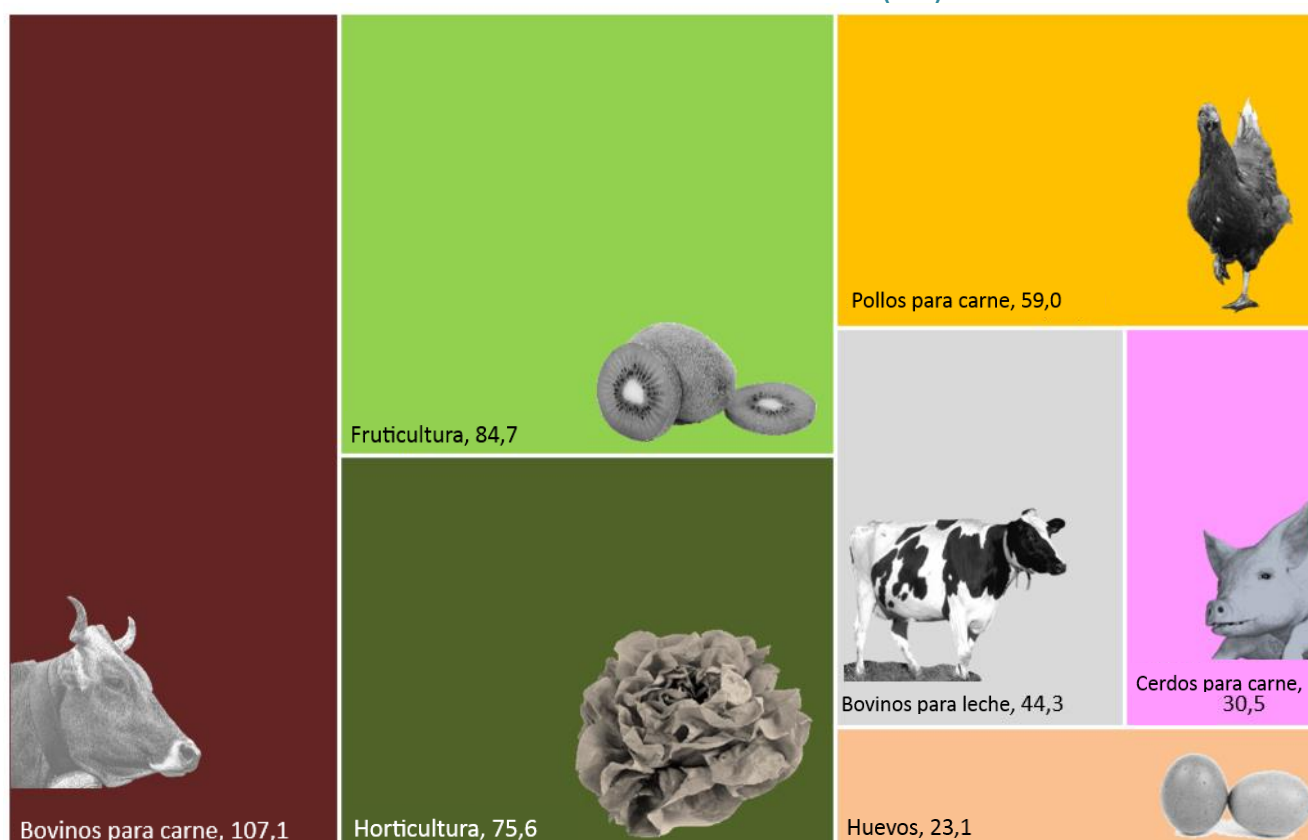 Pollos para carne, 59,0
Fruticultura, 84,7
Cerdos para carne,
30,5
Bovinos para leche, 44,3
Bovinos para carne, 107,1
Horticultura, 75,6
Huevos, 23,1